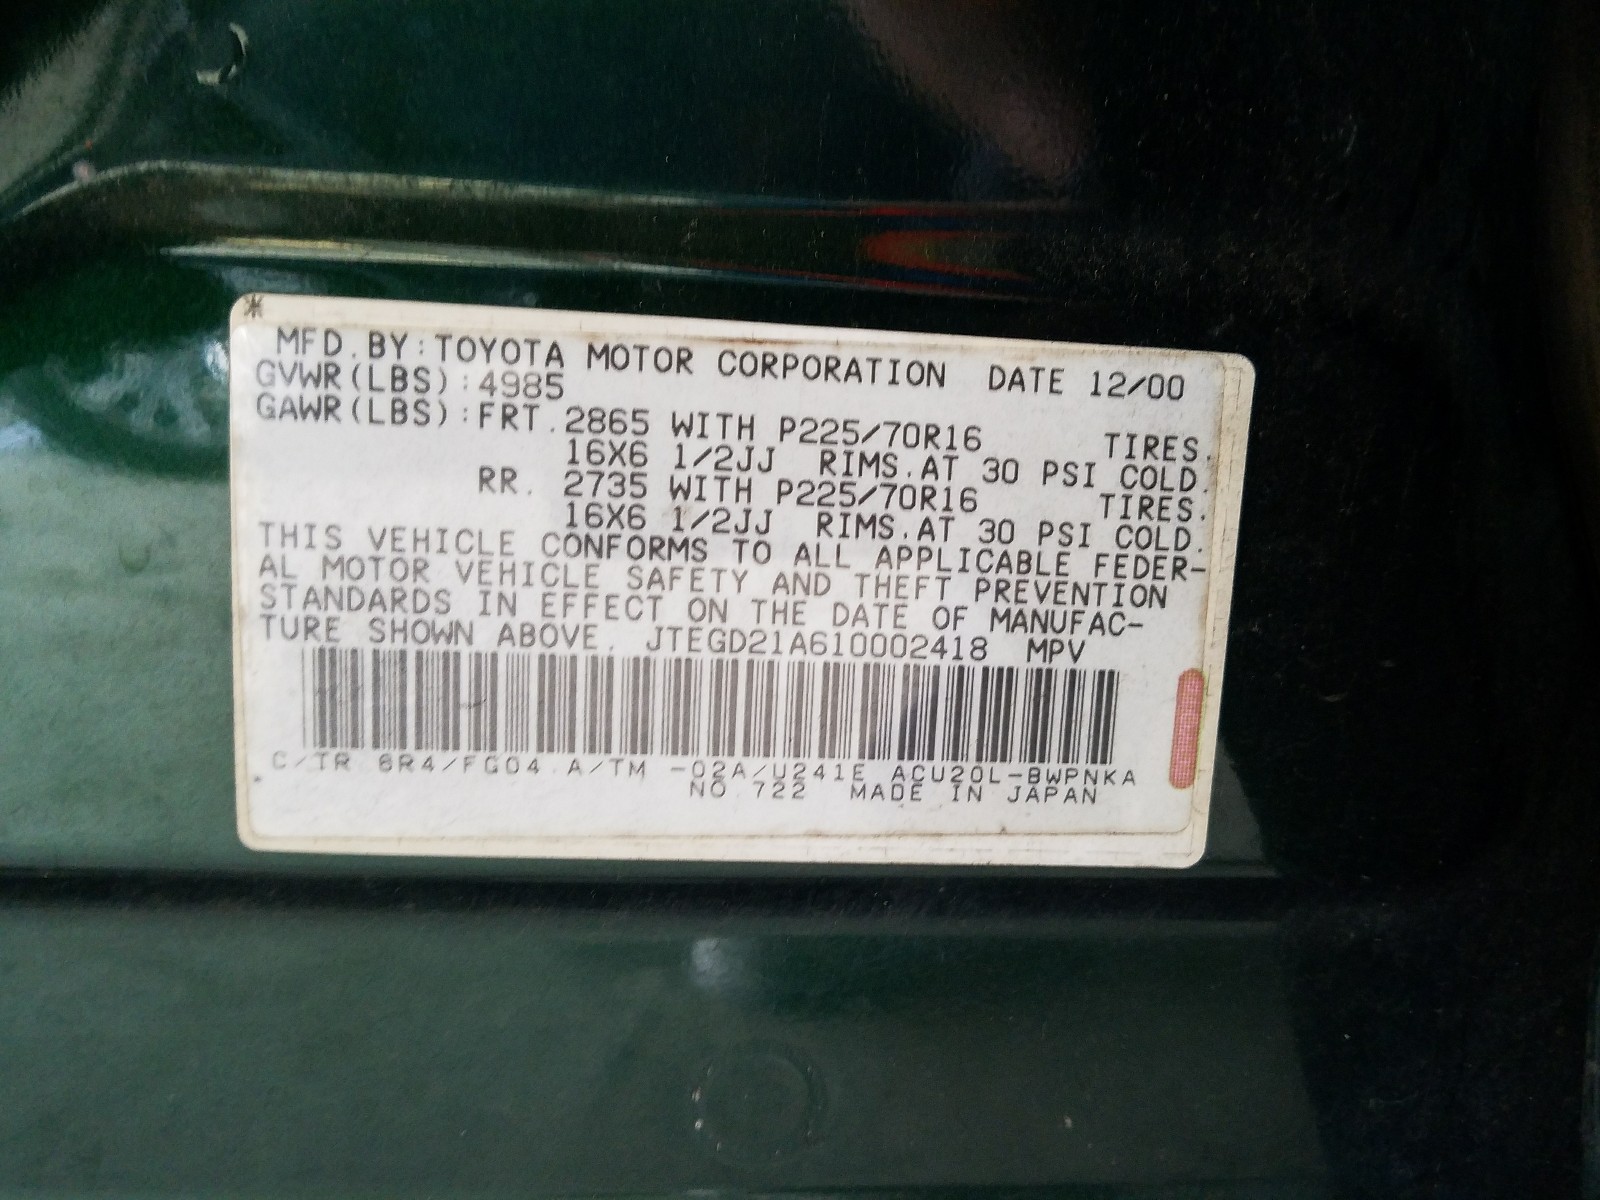 MFD.BY:TOYOTA MOTOR CORPORATION DATE 12/00
GVWR(LBS):4985
GAWR(LBS):FRT.2865 WITH P225/70R16 TIRES.
16X6 1/2JJ RIMS.AT 30 PSI COLD.
RR. 2735 WITH P225/70R16 TIRES.
16X6 1/2JJ RIMS.AT 30 PSI COLD.
THIS VEHICLE CONFORMS TO ALL APPLICABLE FEDER-
AL MOTOR VEHICLE SAFETY AND THEFT PREVENTION
STANDARDS IN EFFECT ON THE DATE OF MANUFAC-
TURE SHOWN ABOVE. JTEGD21A610002418 MPV
C/TR 6R4/FG04 A/TM -02A/U241E ACU20L-BWPNKA
NO.722 MADE IN JAPAN